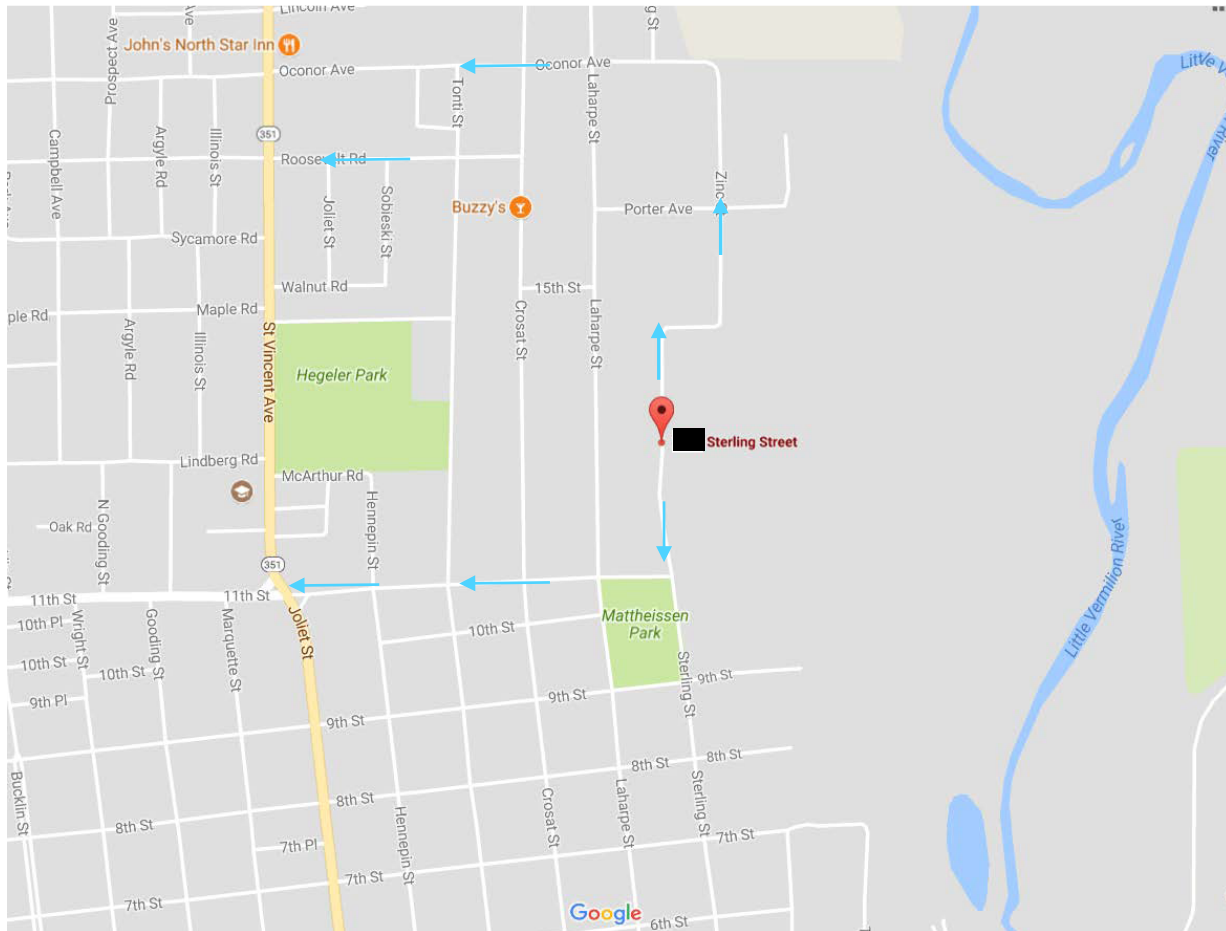 Lincoln Ave
Ave
g St
John's North Star Inn
Oconor Ave
Oconor Ave
Little V
River
Prospect Ave
Campbell Ave
Argyle Rd
Illinois St
351
Tonti St
Laharpe St
Roosevelt Rd
Joliet St
Sobieski St
Buzzy's
Porter Ave
Zinc
Sycamore Rd
Walnut Rd
15th St
ple Rd
Maple Rd
Argyle Rd
Illinois St
St Vincent Ave
Crosat St
Laharpe St
Hegeler Park
Sterling Street
Lindberg Rd
McArthur Rd
N Gooding St
Oak Rd
Hennepin St
351
11th St
11th St
10th Pl
Wright St
Gooding St
Marquette St
Joliet St
10th St
Mattheissen
Park
Little Vermilion River
10th St
10th St
9th Pl
9th St
9th St
9th St
Sterling St
8th St
8th St
8th St
Bucklin St
Hennepin St
Crosat St
Laharpe St
Sterling St
7th Pl
7th St
7th St
7th St
6th St
Google